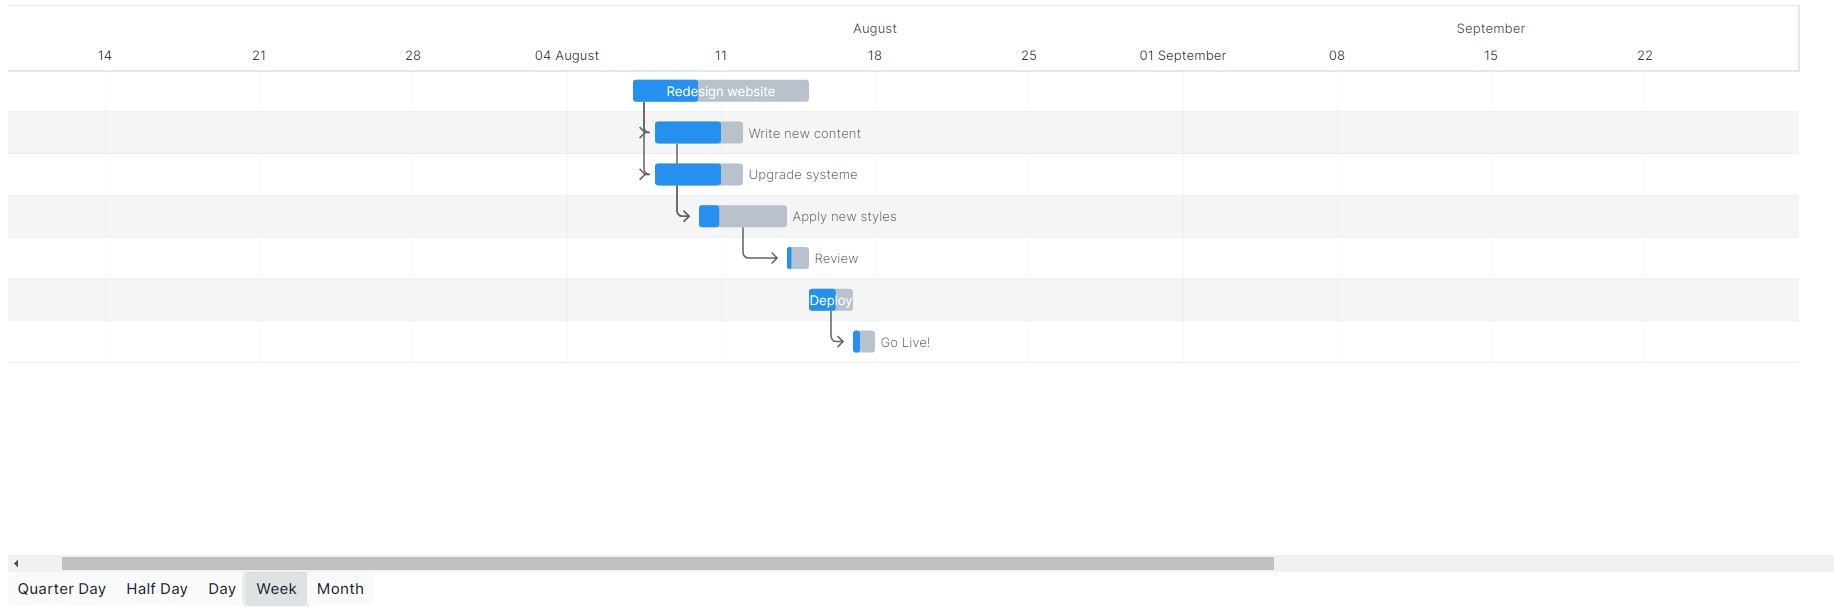 August September
14 21 28 04 August 11 18 25 01 September 08 15 22
Redesign website
Write new content
Upgrade systeme
Apply new styles
Review
Deploy
Go Live!
Quarter Day Half Day Day Week Month